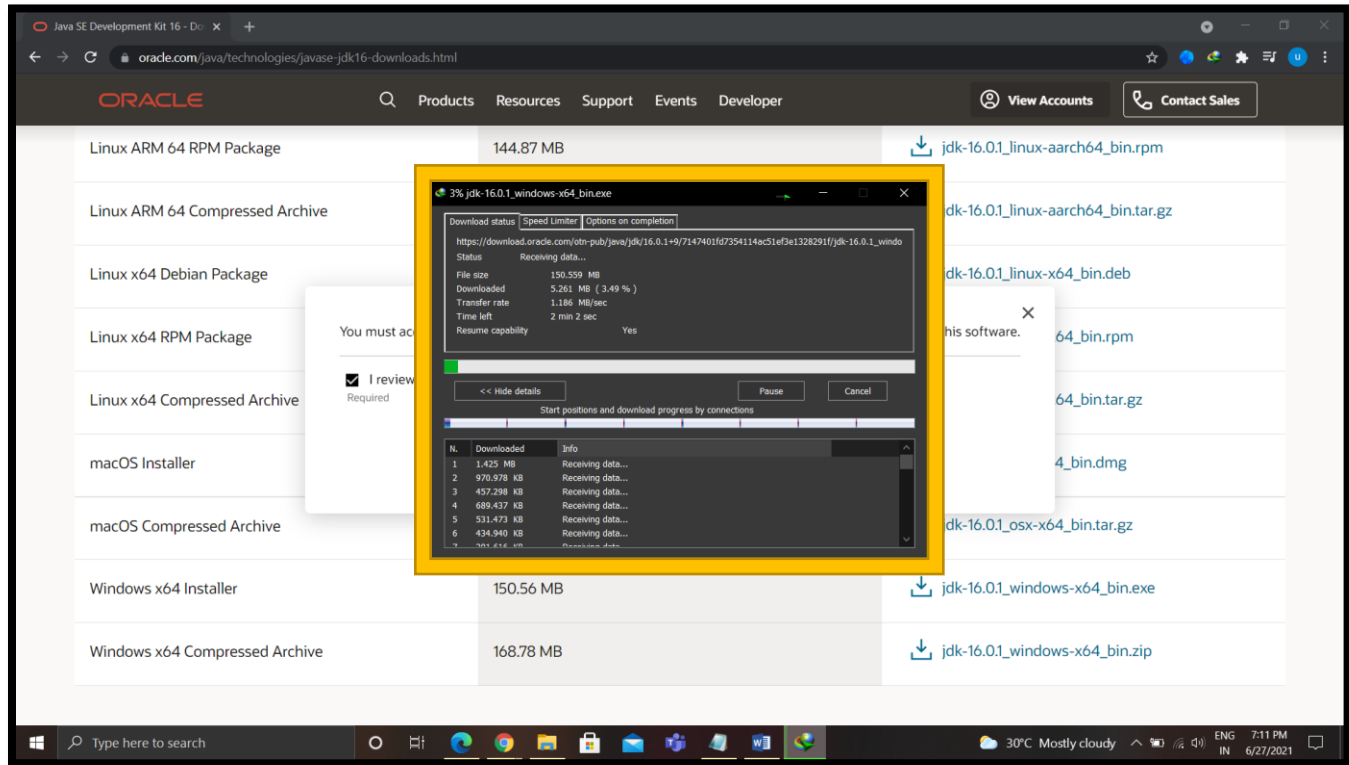 Java SE Development Kit 16 - Do
oracle.com/java/technologies/javase-jdk16-downloads.html
u
ORACLE
Products Resources Support Events Developer
View Accounts
Contact Sales
Linux ARM 64 RPM Package 144.87 MB jdk-16.0.1_linux-aarch64_bin.rpm
Linux ARM 64 Compressed Archive dk-16.0.1_linux-aarch64_bin.tar.gz
Linux x64 Debian Package dk-16.0.1_linux-x64_bin.deb
Linux x64 RPM Package 64_bin.rpm
Linux x64 Compressed Archive 64_bin.tar.gz
macOS Installer 4_bin.dmg
macOS Compressed Archive dk-16.0.1_osx-x64_bin.tar.gz
Windows x64 Installer 150.56 MB jdk-16.0.1_windows-x64_bin.exe
Windows x64 Compressed Archive 168.78 MB jdk-16.0.1_windows-x64_bin.zip
You must ac his software.
I review
Required
3% jdk-16.0.1_windows-x64_bin.exe
Download status Speed Limiter Options on completion
https://download.oracle.com/otn-pub/java/jdk/16.0.1+9/7147401fd7354114ac51ef3e1328291f/jdk-16.0.1_windo
Status Receiving data...
File size 150.559 MB
Downloaded 5.261 MB ( 3.49 % )
Transfer rate 1.186 MB/sec
Time left 2 min 2 sec
Resume capability Yes
<< Hide details Pause Cancel
Start positions and download progress by connections
N. Downloaded Info
1 1.425 MB Receiving data...
2 970.978 KB Receiving data...
3 457.298 KB Receiving data...
4 689.437 KB Receiving data...
5 531.473 KB Receiving data...
6 434.940 KB Receiving data...
Type here to search
30°C Mostly cloudy
ENG
IN
7:11 PM
6/27/2021